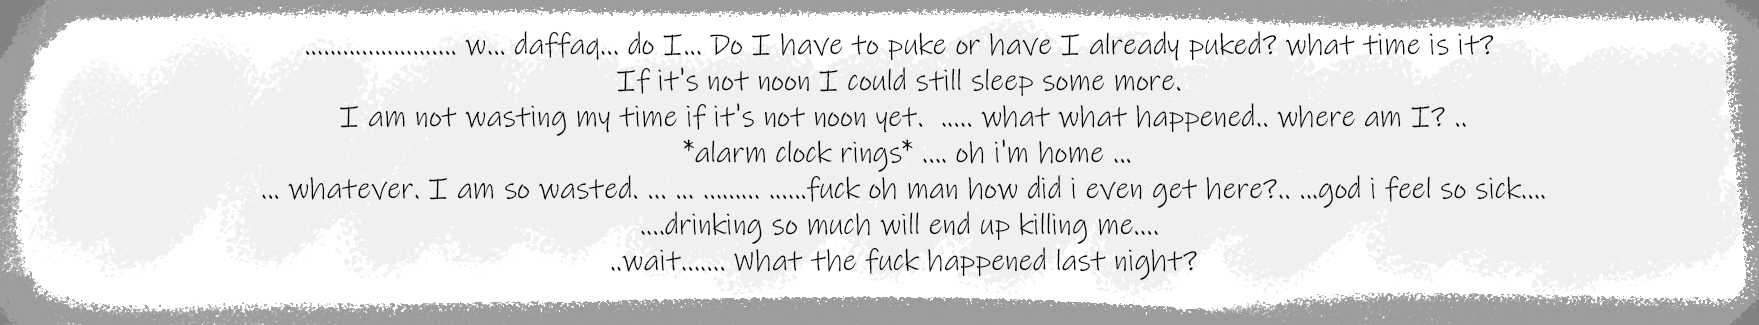 ........................ w... daffaq... do I... Do I have to puke or have I already puked? what time is it?
If it's not noon I could still sleep some more.
I am not wasting my time if it's not noon yet.  ..... what what happened.. where am I? ..
*alarm clock rings* .... oh i'm home ...
... whatever. I am so wasted. ... ... ......... ......fuck oh man how did i even get here?.. ...god i feel so sick....
....drinking so much will end up killing me....
..wait....... What the fuck happened last night?